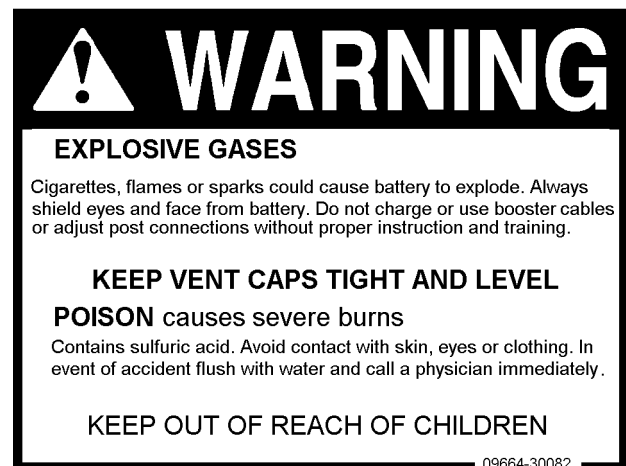 WARNING
EXPLOSIVE GASES
Cigarettes, flames or sparks could cause battery to explode. Always
shield eyes and face from battery. Do not charge or use booster cables
or adjust post connections without proper instruction and training.
KEEP VENT CAPS TIGHT AND LEVEL
POISON causes severe burns
Contains sulfuric acid. Avoid contact with skin, eyes or clothing. In
event of accident flush with water and call a physician immediately.
KEEP OUT OF REACH OF CHILDREN
09664-30082